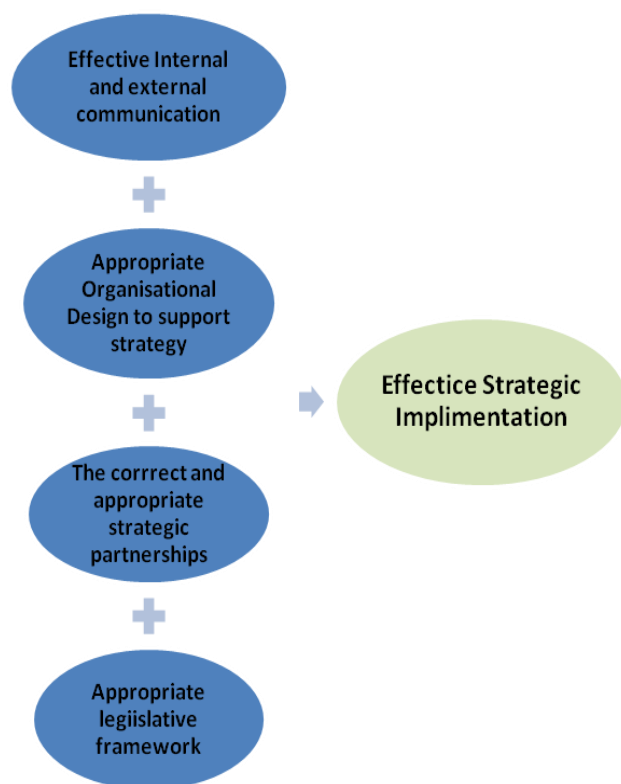 Effective Internal
and external
communication
Appropriate
Organisational
Design to support
strategy
Effectice Strategic
Implimentation
The corrrect and
appropriate
strategic
partnerships
Appropriate
legiislative
framework